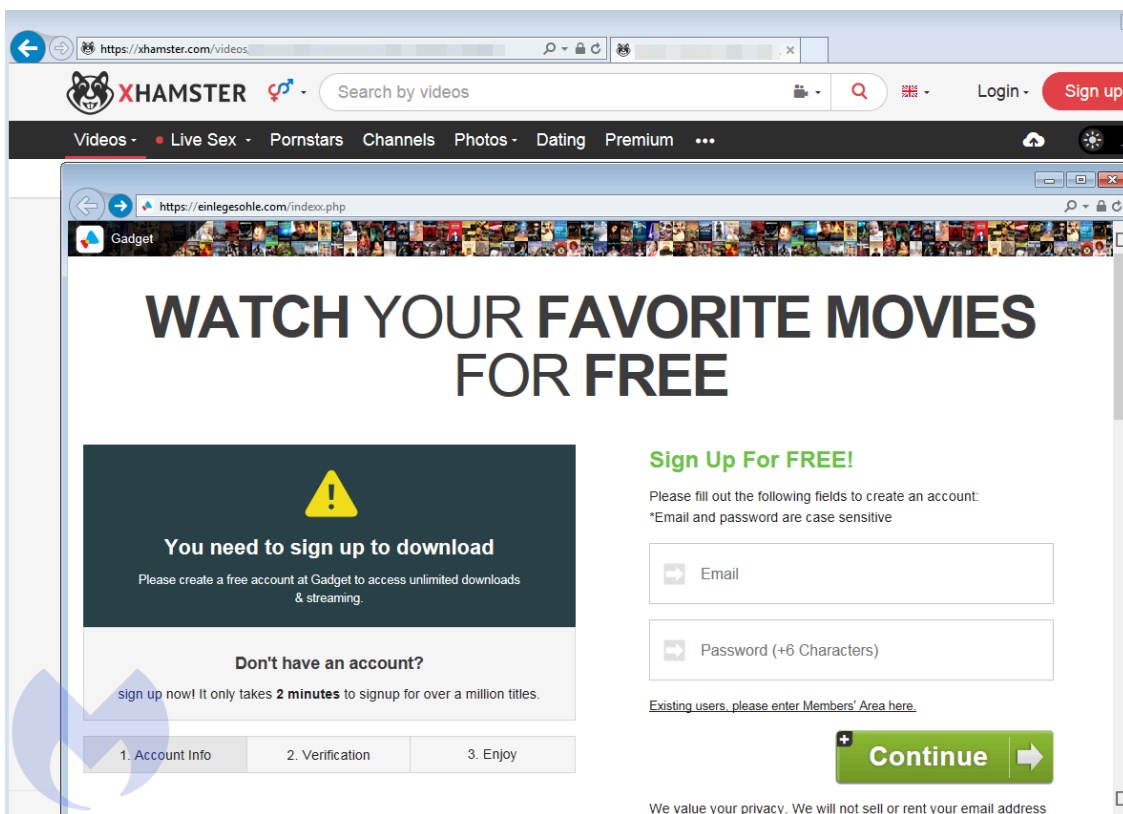 https://xhamster.com/videos
XHAMSTER
Search by videos
Login
Sign up
Videos
Live Sex
Pornstars
Channels
Photos
Dating
Premium
https://einlegesohle.com/indexx.php
Gadget
WATCH YOUR FAVORITE MOVIES
FOR FREE
You need to sign up to download
Please create a free account at Gadget to access unlimited downloads
& streaming.
Don't have an account?
sign up now! It only takes 2 minutes to signup for over a million titles.
1. Account Info
2. Verification
3. Enjoy
Sign Up For FREE!
Please fill out the following fields to create an account:
*Email and password are case sensitive
Email
Password (+6 Characters)
Existing users, please enter Members' Area here.
Continue
We value your privacy. We will not sell or rent your email address